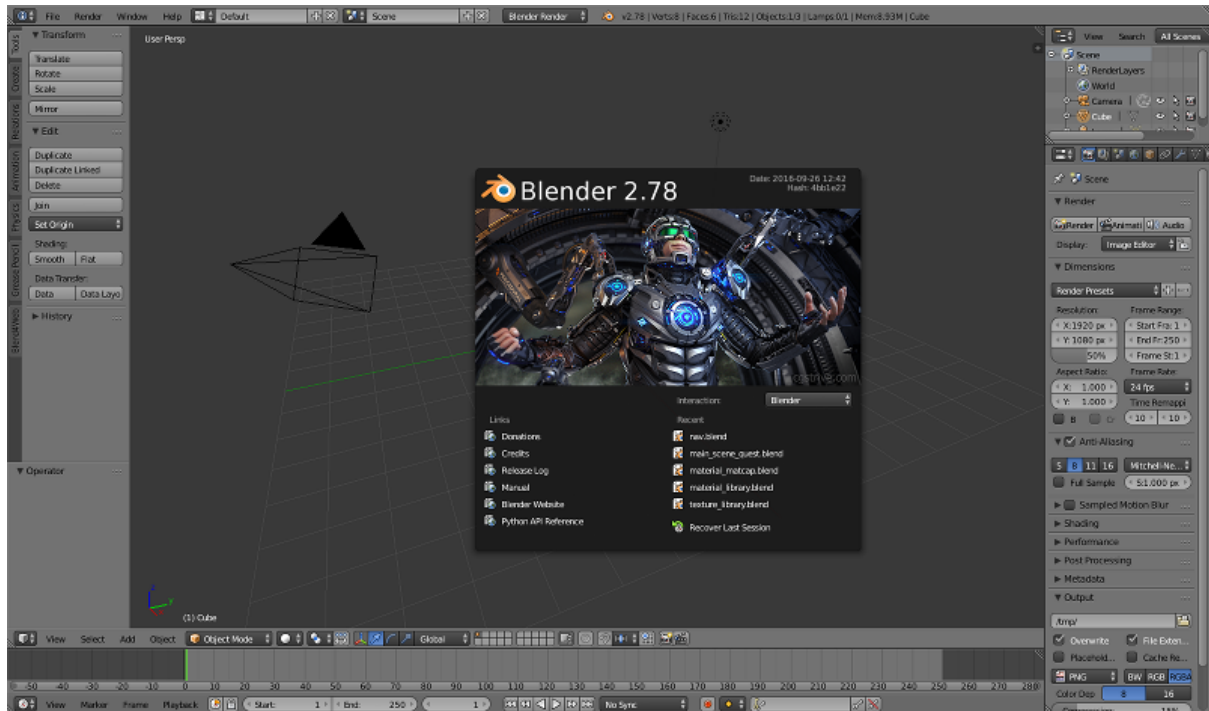 File Render Window Help Default Scene Blender Render v2.78 | Verts:8 | Faces:6 | Tris:12 | Objects:1/3 | Lamps:0/1 | Mem:8.93M | Cube
Tools
Create
Relations
Animation
Physics
Grease Pencil
Blend4Web
Transform
Translate
Rotate
Scale
Mirror
Edit
Duplicate
Duplicate Linked
Delete
Join
Set Origin
Shading:
Smooth Flat
Data Transfer:
Data Data Layo
History
Operator
User Persp
Blender 2.78
Date: 2016-09-26 12:42
Hash: 4bb1e22
cgstrive.com
Interaction: Blender
Links
Donations
Credits
Release Log
Manual
Blender Website
Python API Reference
Recent
nav.blend
main_scene_quest.blend
material_matcap.blend
material_library.blend
texture_library.blend
Recover Last Session
(1) Cube
View Search All Scenes
Scene
RenderLayers
World
Camera
Cube
Scene
Render
Render Animati Audio
Display: Image Editor
Dimensions
Render Presets
Resolution: Frame Range:
X:1920 px Start Fra: 1
Y: 1080 px End Fr:250
50% Frame St:1
Aspect Ratio: Frame Rate:
X: 1.000 24 fps
Y: 1.000 Time Remappi
B 10 10
Anti-Aliasing
5 8 11 16 Mitchell-Ne...
Full Sample 1.000 px
Sampled Motion Blur
Shading
Performance
Post Processing
Metadata
Output
/tmp/
Overwrite File Exten...
Placehold... Cache Re...
PNG BW RGB RGBA
Color Dep 8 16
View Select Add Object Object Mode Global
-50 -40 -30 -20 -10 0 10 20 30 40 50 60 70 80 90 100 110 120 130 140 150 160 170 180 190 200 210 220 230 240 250 260 270 280
View Marker Frame Playback Start: 1 End: 250 1 No Sync